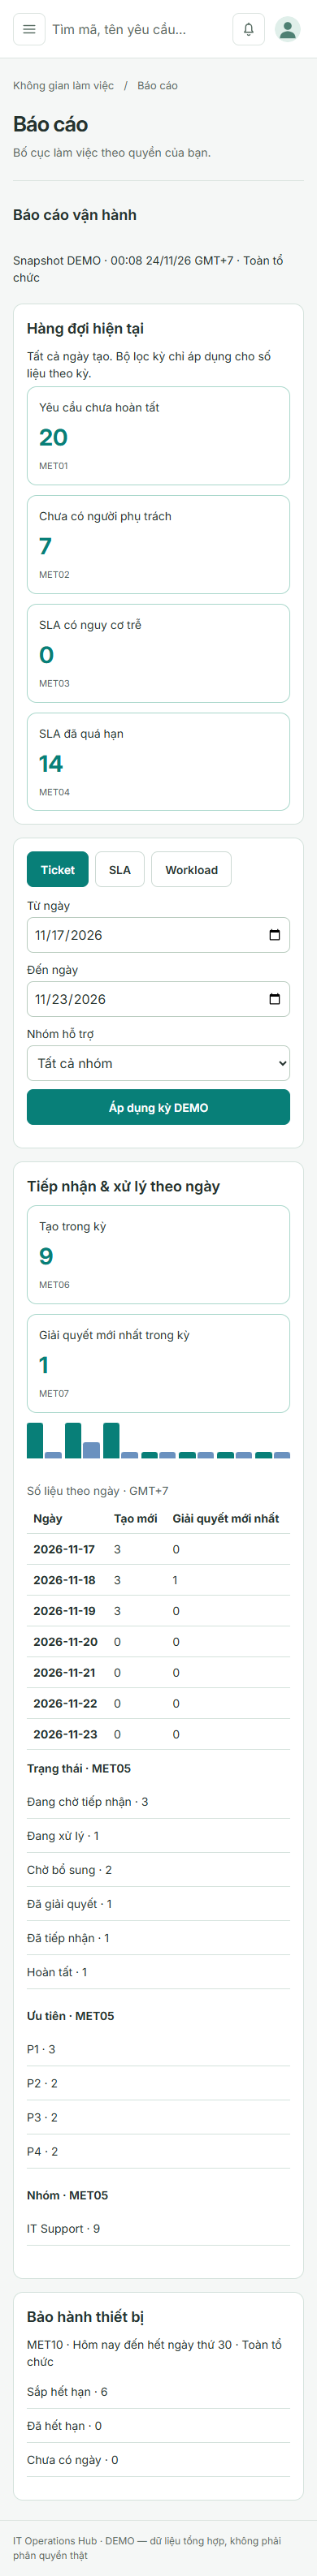 Tìm mã, tên yêu cầu...
Không gian làm việc / Báo cáo
Báo cáo
Bố cục làm việc theo quyền của bạn.
Báo cáo vận hành
Snapshot DEMO · 00:08 24/11/26 GMT+7 · Toàn tổ
chức
Hàng đợi hiện tại
Tất cả ngày tạo. Bộ lọc kỳ chỉ áp dụng cho số
liệu theo kỳ.
Yêu cầu chưa hoàn tất
20
MET01
Chưa có người phụ trách
7
MET02
SLA có nguy cơ trễ
0
MET03
SLA đã quá hạn
14
MET04
Ticket SLA Workload
Từ ngày
11/17/2026
Đến ngày
11/23/2026
Nhóm hỗ trợ
Tất cả nhóm
Áp dụng kỳ DEMO
Tiếp nhận & xử lý theo ngày
Tạo trong kỳ
9
MET06
Giải quyết mới nhất trong kỳ
1
MET07
Số liệu theo ngày · GMT+7
Ngày Tạo mới Giải quyết mới nhất
2026-11-17 3 0
2026-11-18 3 1
2026-11-19 3 0
2026-11-20 0 0
2026-11-21 0 0
2026-11-22 0 0
2026-11-23 0 0
Trạng thái · MET05
Đang chờ tiếp nhận · 3
Đang xử lý · 1
Chờ bổ sung · 2
Đã giải quyết · 1
Đã tiếp nhận · 1
Hoàn tất · 1
Ưu tiên · MET05
P1 · 3
P2 · 2
P3 · 2
P4 · 2
Nhóm · MET05
IT Support · 9
Bảo hành thiết bị
MET10 · Hôm nay đến hết ngày thứ 30 · Toàn tổ
chức
Sắp hết hạn · 6
Đã hết hạn · 0
Chưa có ngày · 0
IT Operations Hub · DEMO — dữ liệu tổng hợp, không phải
phân quyền thật